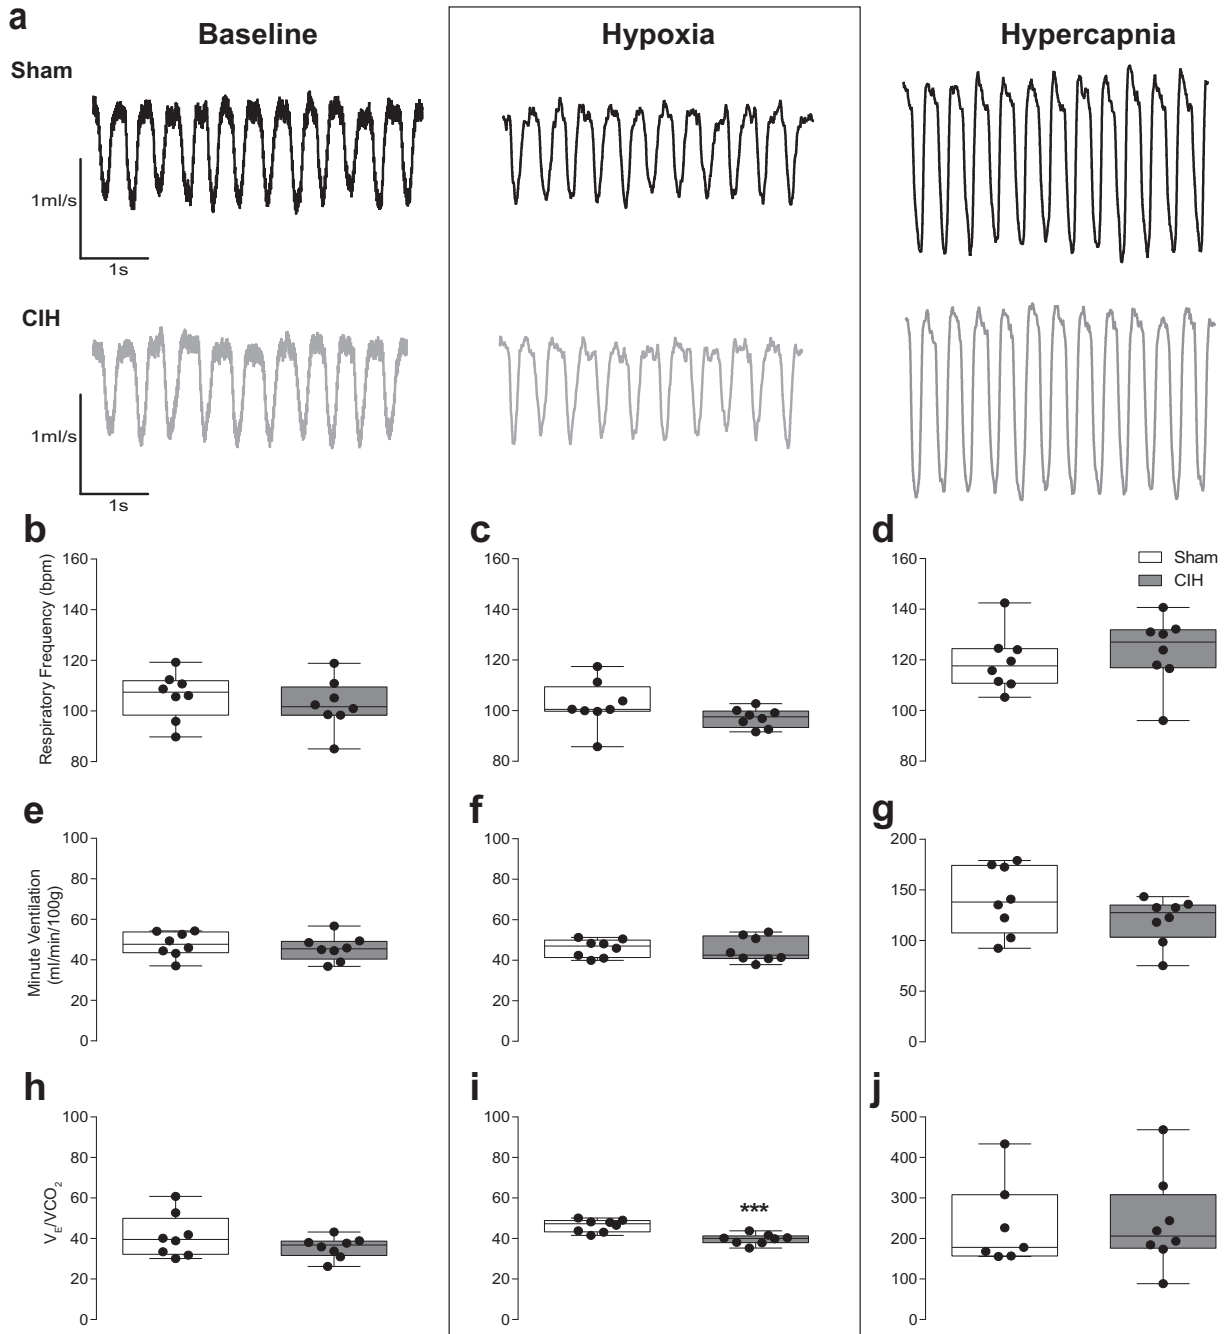 a
Baseline
Hypoxia
Hypercapnia
Sham
1ml/s
1s
CIH
1ml/s
1s
b
c
d
Respiratory Frequency (bpm)
160
140
120
100
80
160
140
120
100
80
160
140
120
100
80
Sham
CIH
e
f
g
Minute Ventilation
(ml/min/100g)
100
80
60
40
20
0
100
80
60
40
20
0
200
150
100
50
0
h
i
j
VE/VCO2
100
80
60
40
20
0
100
80
60
40
20
0
***
500
400
300
200
100
0